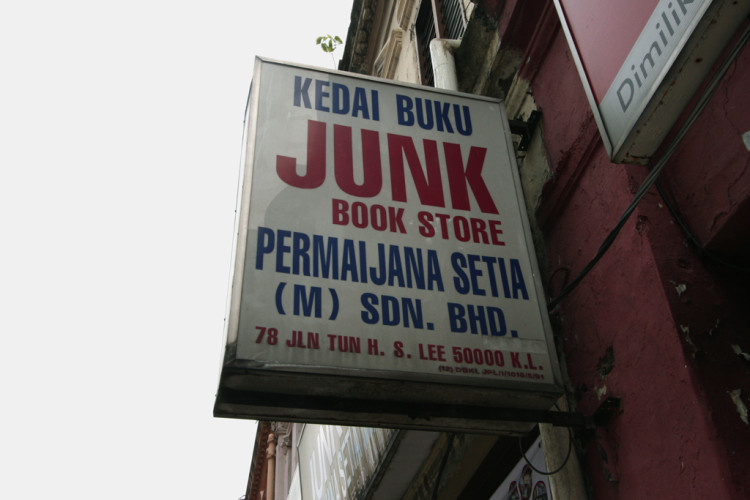 KEDAI BUKU
JUNK
BOOK STORE
PERMAIJANA SETIA
(M) SDN. BHD.
78 JLN TUN H. S. LEE 50000 K.L.
Dimilik